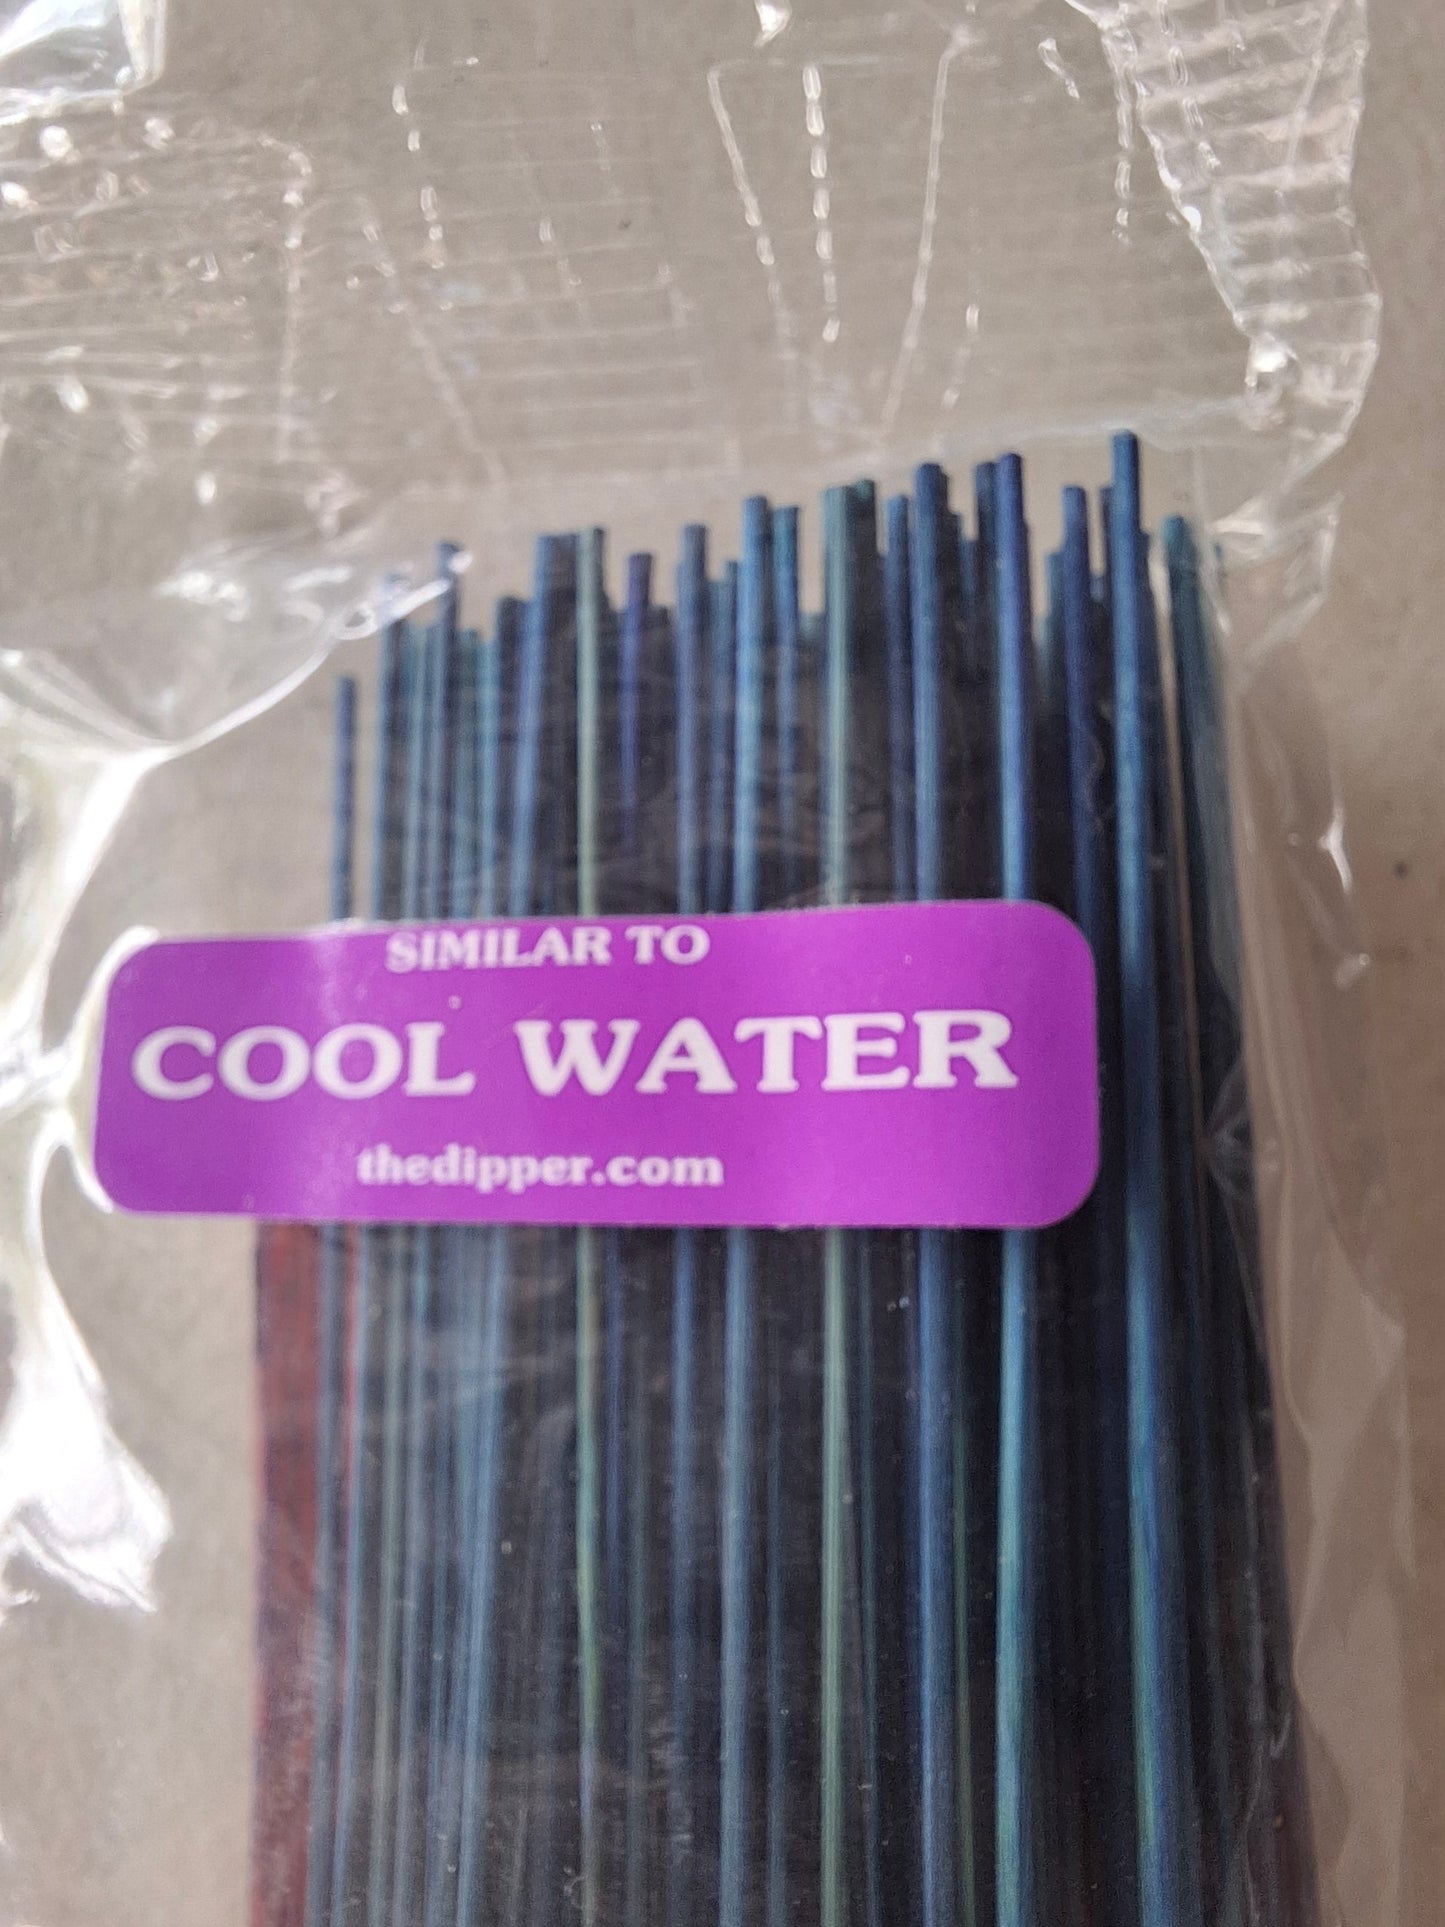 SIMILAR TO
COOL WATER
thedipper.com